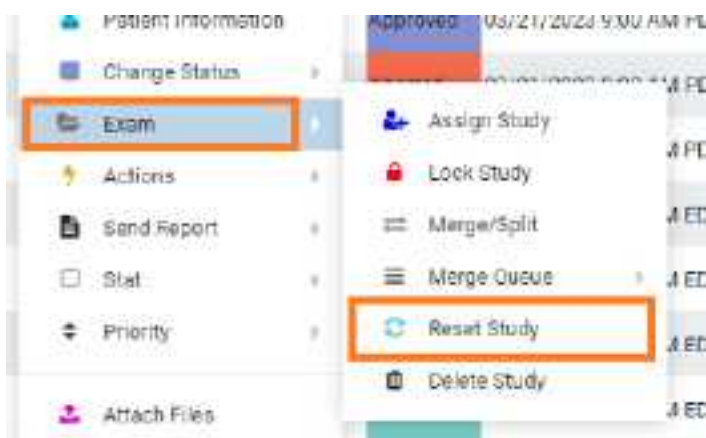 Patient Information
Approved 03/21/2023 9:00 AM
Change Status
Exam
Assign Study
Actions
Lock Study
Send Report
Merge/Split
Stat
Merge Queue
Priority
Reset Study
Delete Study
Attach Files